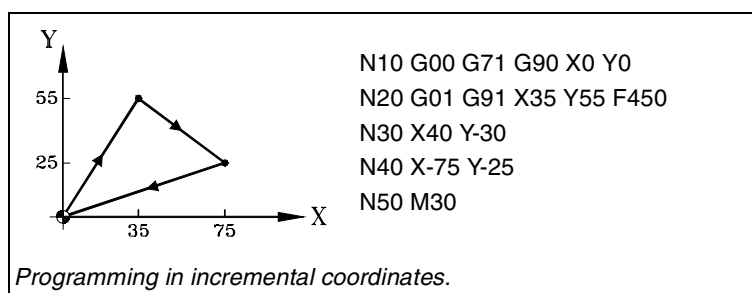 Y
55
25
35
75
X
N10 G00 G71 G90 X0 Y0
N20 G01 G91 X35 Y55 F450
N30 X40 Y-30
N40 X-75 Y-25
N50 M30
Programming in incremental coordinates.